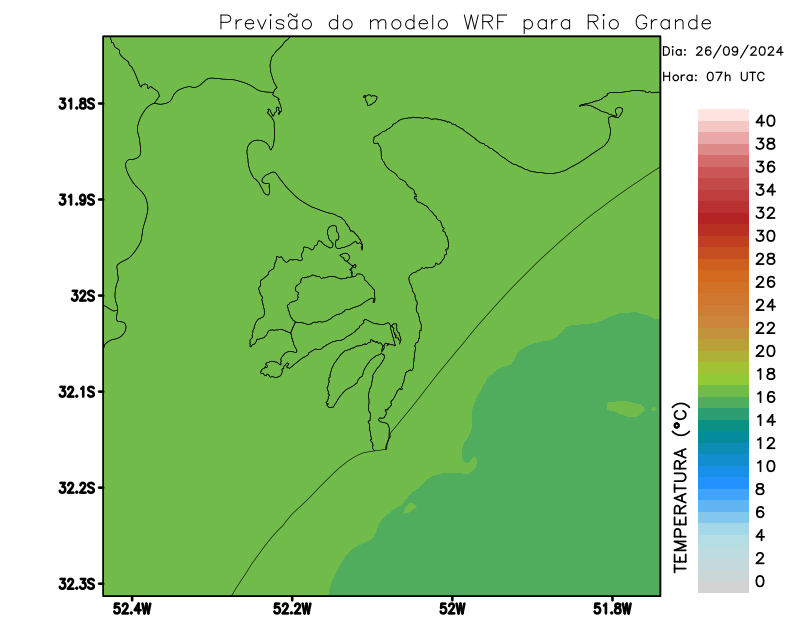 Previsão do modelo WRF para Rio Grande
Dia: 26/09/2024
Hora: 07h UTC
31.8S
31.9S
32S
32.1S
32.2S
32.3S
52.4W
52.2W
52W
51.8W
TEMPERATURA (°C)
40
38
36
34
32
30
28
26
24
22
20
18
16
14
12
10
8
6
4
2
0